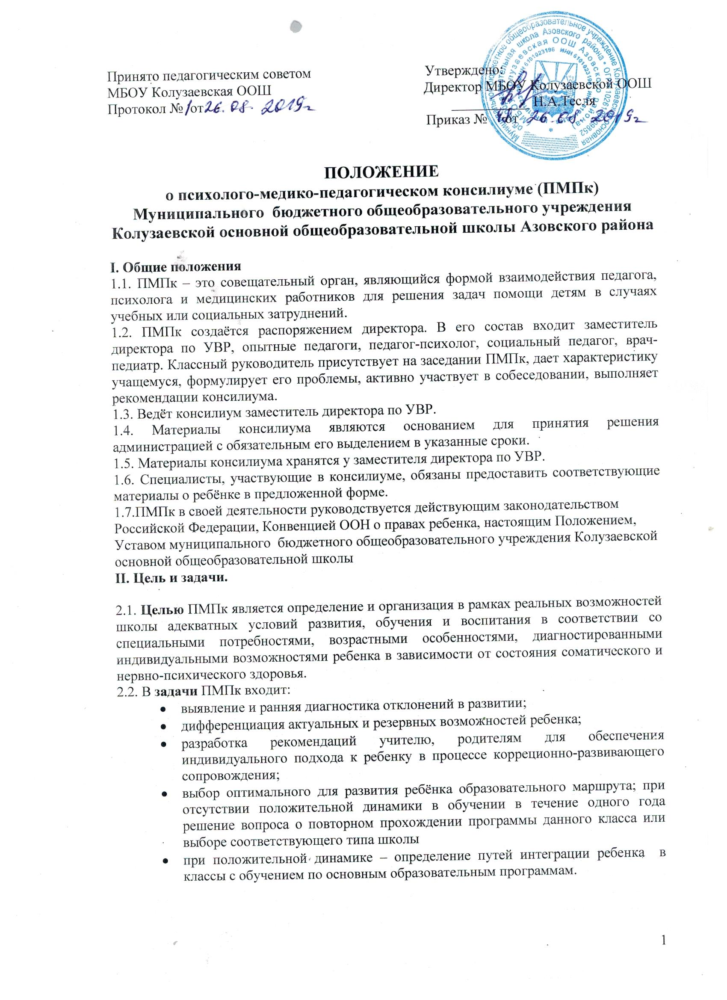 Принято педагогическим советом
МБОУ Колузаевская ООШ
Протокол №1 от 26.08. 2019г
Утверждено:
Директор МБОУ Колузаевской ООШ
Н.А.Тесля
Приказ № от 26.08 2019г
Муниципальное бюджетное общеобразовательное учреждение Колузаевская основная
общеобразовательная школа Азовского района • ОГРН
(МБОУ Колузаевская ООШ Азовского района)
ИНН 6101023196 ИНН 6101023196
ПОЛОЖЕНИЕ
о психолого-медико-педагогическом консилиуме (ПМПк)
Муниципального бюджетного общеобразовательного учреждения
Колузаевской основной общеобразовательной школы Азовского района
I. Общие положения
1.1. ПМПк – это совещательный орган, являющийся формой взаимодействия педагога,
психолога и медицинских работников для решения задач помощи детям в случаях
учебных или социальных затруднений.
1.2. ПМПк создаётся распоряжением директора. В его состав входит заместитель
директора по УВР, опытные педагоги, педагог-психолог, социальный педагог, врач-
педиатр. Классный руководитель присутствует на заседании ПМПк, дает характеристику
учащемуся, формулирует его проблемы, активно участвует в собеседовании, выполняет
рекомендации консилиума.
1.3. Ведёт консилиум заместитель директора по УВР.
1.4. Материалы консилиума являются основанием для принятия решения
администрацией с обязательным его выделением в указанные сроки.
1.5. Материалы консилиума хранятся у заместителя директора по УВР.
1.6. Специалисты, участвующие в консилиуме, обязаны предоставить соответствующие
материалы о ребёнке в предложенной форме.
1.7.ПМПк в своей деятельности руководствуется действующим законодательством
Российской Федерации, Конвенцией ООН о правах ребенка, настоящим Положением,
Уставом муниципального бюджетного общеобразовательного учреждения Колузаевской
основной общеобразовательной школы
II. Цель и задачи.
2.1. Целью ПМПк является определение и организация в рамках реальных возможностей
школы адекватных условий развития, обучения и воспитания в соответствии со
специальными потребностями, возрастными особенностями, диагностированными
индивидуальными возможностями ребенка в зависимости от состояния соматического и
нервно-психического здоровья.
2.2. В задачи ПМПк входит:
• выявление и ранняя диагностика отклонений в развитии;
• дифференциация актуальных и резервных возможностей ребенка;
• разработка рекомендаций учителю, родителям для обеспечения
индивидуального подхода к ребенку в процессе корреционно-развивающего
сопровождения;
• выбор оптимального для развития ребёнка образовательного маршрута; при
отсутствии положительной динамики в обучении в течение одного года
решение вопроса о повторном прохождении программы данного класса или
выборе соответствующего типа школы
• при положительной динамике – определение путей интеграции ребенка в
классы с обучением по основным образовательным программам.
1